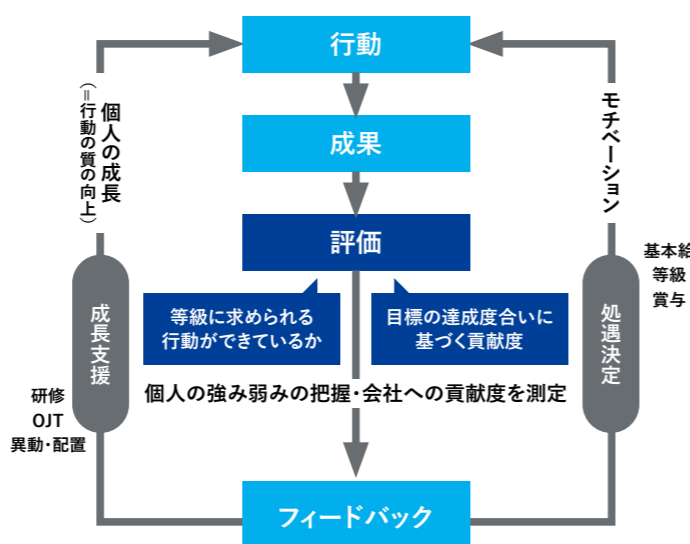 行動
成果
評価
個人の成長
（＝行動の質の向上）
モチベーション
等級に求められる
行動ができているか
目標の達成度合いに
基づく貢献度
個人の強み弱みの把握・会社への貢献度を測定
成長支援
研修
OJT
異動・配置
処遇決定
基本給
等級
賞与
フィードバック